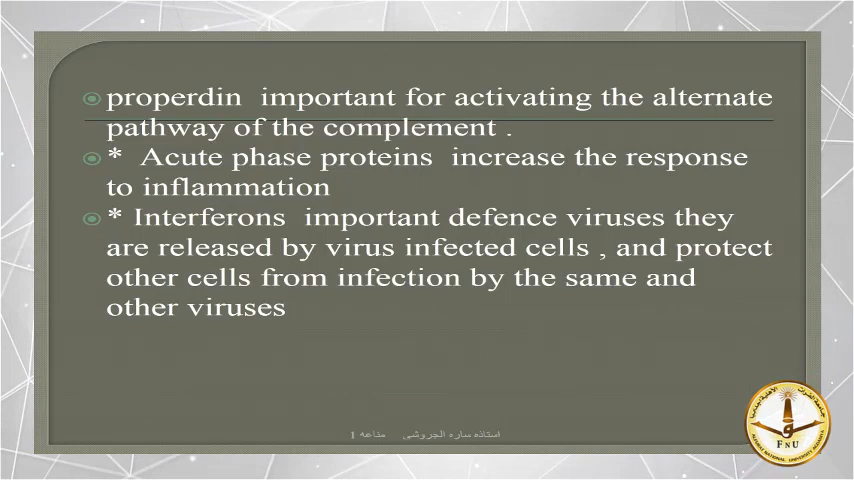 properdin important for activating the alternate
pathway of the complement .
* Acute phase proteins increase the response
to inflammation
* Interferons important defence viruses they
are released by virus infected cells , and protect
other cells from infection by the same and
other viruses
استاذه ساره الجروشي مناعه 1
FNU